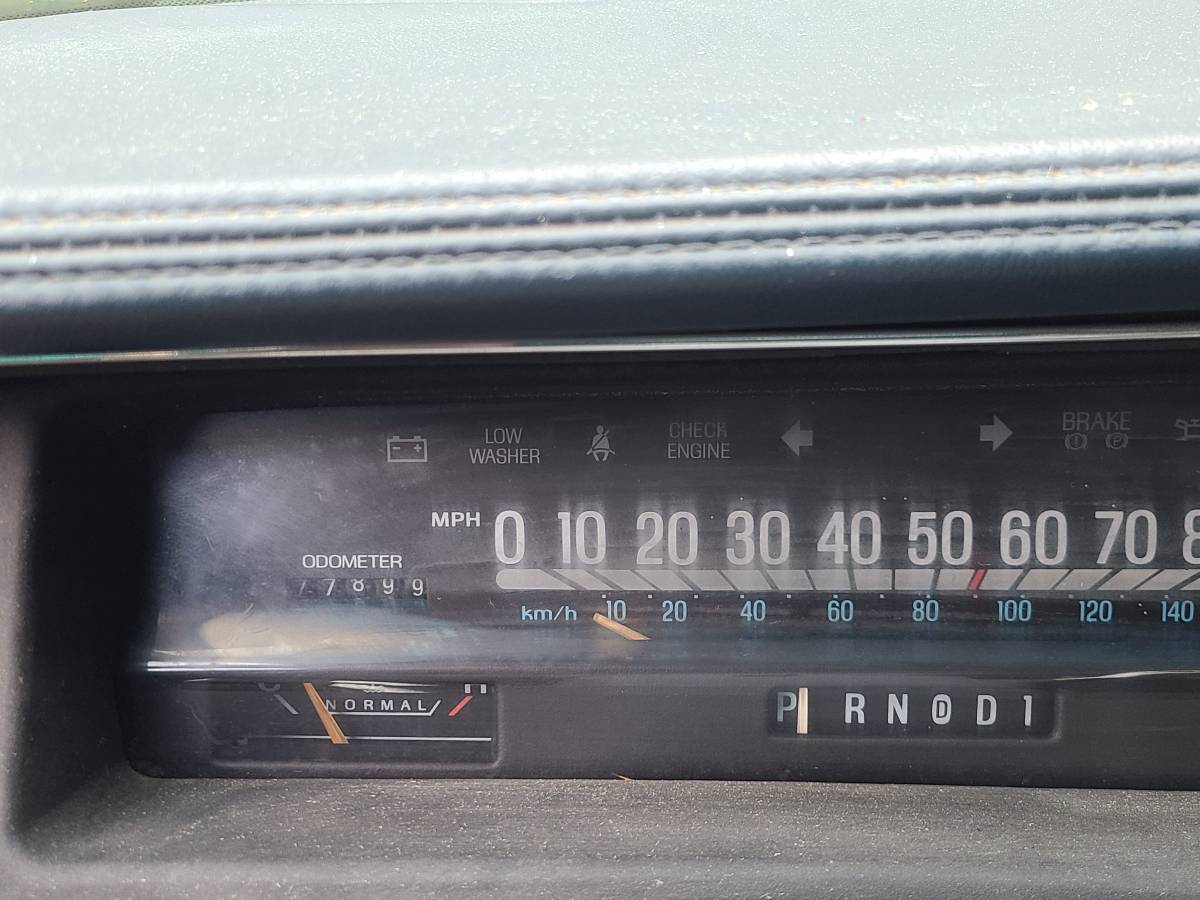 LOW
WASHER
CHECK
ENGINE
BRAKE
P
MPH 0 10 20 30 40 50 60 70
ODOMETER
77899
km/h 10 20 40 60 80 100 120 140
NORMAL
P R N D D 1